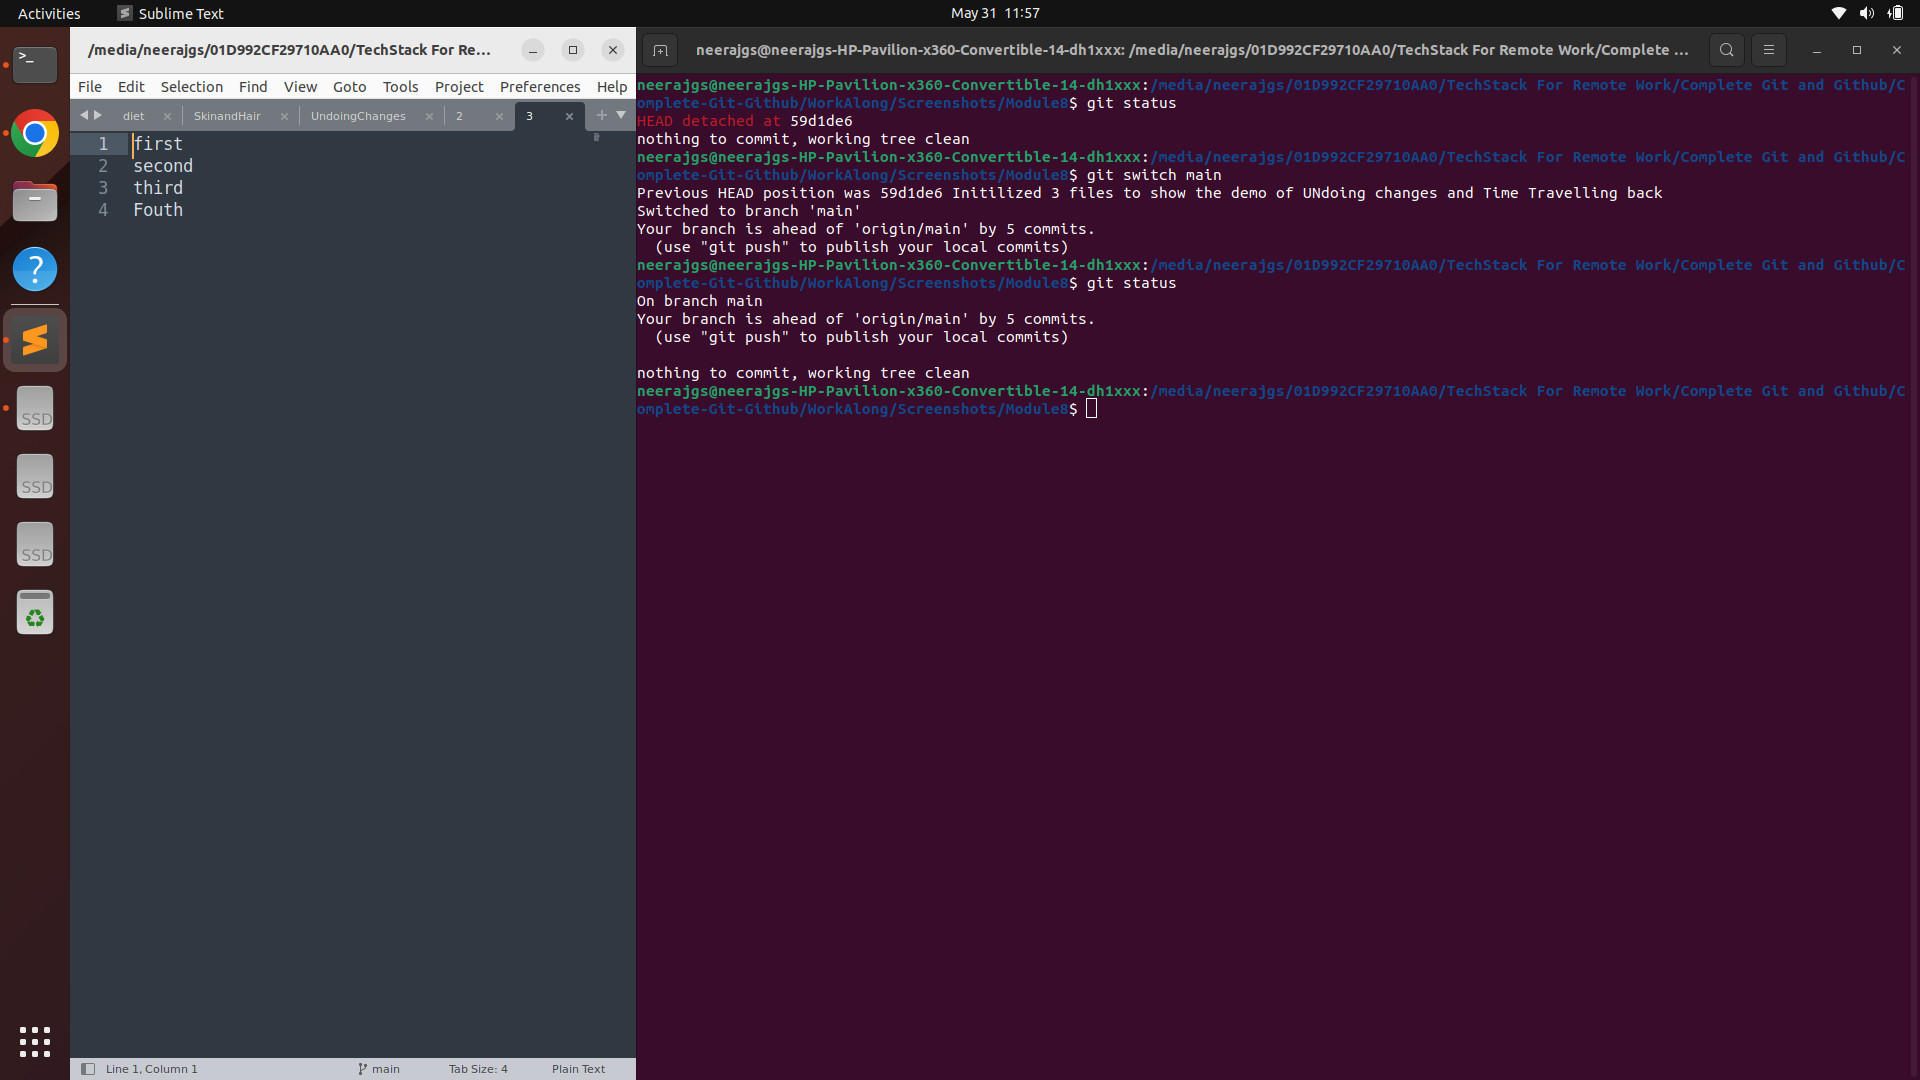 Activities
Sublime Text
May 31 11:57
/media/neerajgs/01D992CF29710AA0/TechStack For Re...
File Edit Selection Find View Goto Tools Project Preferences Help
diet SkinandHair UndoingChanges 2 3
1 first
2 second
3 third
4 Fouth
Line 1, Column 1 main Tab Size: 4 Plain Text
>_
?
SSD
SSD
SSD
neerajgs@neerajgs-HP-Pavilion-x360-Convertible-14-dh1xxx: /media/neerajgs/01D992CF29710AA0/TechStack For Remote Work/Complete ...
neerajgs@neerajgs-HP-Pavilion-x360-Convertible-14-dh1xxx:/media/neerajgs/01D992CF29710AA0/TechStack For Remote Work/Complete Git and Github/C
omplete-Git-Github/WorkAlong/Screenshots/Module8$ git status
HEAD detached at 59d1de6
nothing to commit, working tree clean
neerajgs@neerajgs-HP-Pavilion-x360-Convertible-14-dh1xxx:/media/neerajgs/01D992CF29710AA0/TechStack For Remote Work/Complete Git and Github/C
omplete-Git-Github/WorkAlong/Screenshots/Module8$ git switch main
Previous HEAD position was 59d1de6 Initilized 3 files to show the demo of UNdoing changes and Time Travelling back
Switched to branch 'main'
Your branch is ahead of 'origin/main' by 5 commits.
  (use "git push" to publish your local commits)
neerajgs@neerajgs-HP-Pavilion-x360-Convertible-14-dh1xxx:/media/neerajgs/01D992CF29710AA0/TechStack For Remote Work/Complete Git and Github/C
omplete-Git-Github/WorkAlong/Screenshots/Module8$ git status
On branch main
Your branch is ahead of 'origin/main' by 5 commits.
  (use "git push" to publish your local commits)
nothing to commit, working tree clean
neerajgs@neerajgs-HP-Pavilion-x360-Convertible-14-dh1xxx:/media/neerajgs/01D992CF29710AA0/TechStack For Remote Work/Complete Git and Github/C
omplete-Git-Github/WorkAlong/Screenshots/Module8$